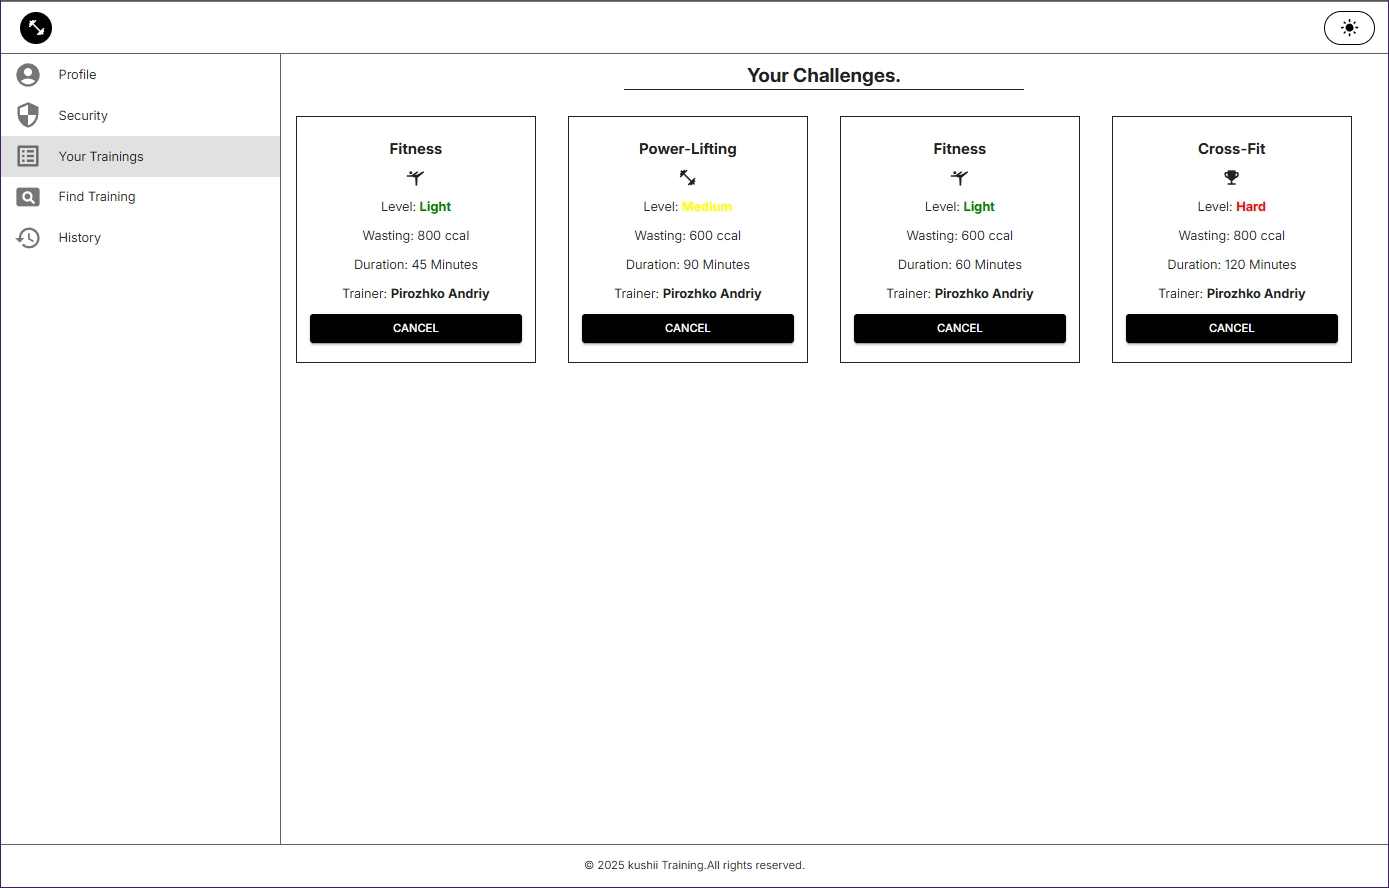 Profile
Security
Your Trainings
Find Training
History
Your Challenges.
Fitness
Level: Light
Wasting: 800 ccal
Duration: 45 Minutes
Trainer: Pirozhko Andriy
CANCEL
Power-Lifting
Level: Medium
Wasting: 600 ccal
Duration: 90 Minutes
Trainer: Pirozhko Andriy
CANCEL
Fitness
Level: Light
Wasting: 600 ccal
Duration: 60 Minutes
Trainer: Pirozhko Andriy
CANCEL
Cross-Fit
Level: Hard
Wasting: 800 ccal
Duration: 120 Minutes
Trainer: Pirozhko Andriy
CANCEL
© 2025 kushii Training.All rights reserved.